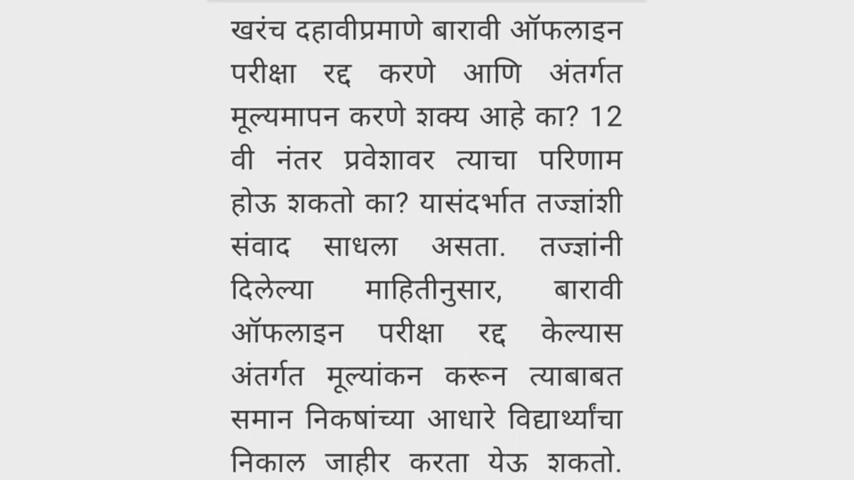 खरंच दहावीप्रमाणे बारावी ऑफलाइन
परीक्षा रद्द करणे आणि अंतर्गत
मूल्यमापन करणे शक्य आहे का? 12
वी नंतर प्रवेशावर त्याचा परिणाम
होऊ शकतो का? यासंदर्भात तज्ज्ञांशी
संवाद साधला असता. तज्ज्ञांनी
दिलेल्या माहितीनुसार, बारावी
ऑफलाइन परीक्षा रद्द केल्यास
अंतर्गत मूल्यांकन करून त्याबाबत
समान निकषांच्या आधारे विद्यार्थ्यांचा
निकाल जाहीर करता येऊ शकतो.